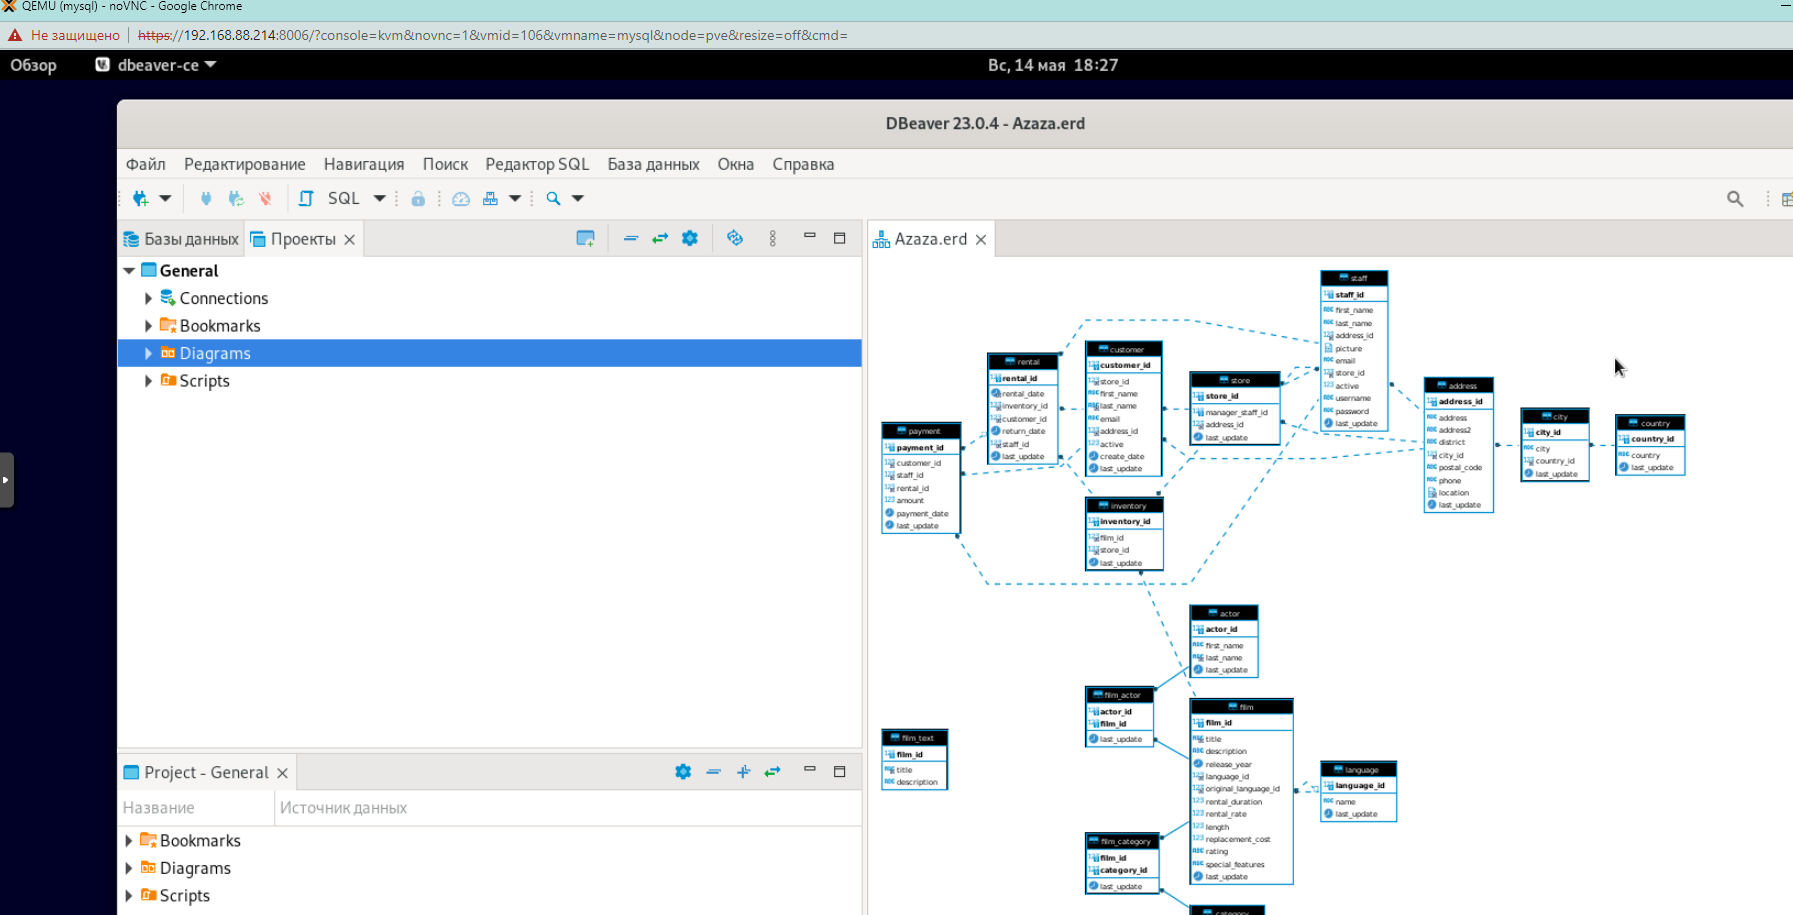 QEMU (mysql) - noVNC - Google Chrome
Не защищено https://192.168.88.214:8006/?console=kvm&novnc=1&vmid=106&vmname=mysql&node=pve&resize=off&cmd=
Обзор dbeaver-ce Вс, 14 мая 18:27
DBeaver 23.0.4 - Azaza.erd
Файл Редактирование Навигация Поиск Редактор SQL База данных Окна Справка
SQL
Базы данных Проекты
General
Connections
Bookmarks
Diagrams
Scripts
Project - General
Название Источник данных
Bookmarks
Diagrams
Scripts
Azaza.erd
staff
staff_id
first_name
last_name
address_id
picture
email
store_id
active
username
password
last_update
rental
rental_id
rental_date
inventory_id
customer_id
return_date
staff_id
last_update
customer
customer_id
store_id
first_name
last_name
email
address_id
active
create_date
last_update
store
store_id
manager_staff_id
address_id
last_update
address
address_id
address
address2
district
city_id
postal_code
phone
location
last_update
city
city_id
city
country_id
last_update
country
country_id
country
last_update
payment
payment_id
customer_id
staff_id
rental_id
amount
payment_date
last_update
inventory
inventory_id
film_id
store_id
last_update
actor
actor_id
first_name
last_name
last_update
film_actor
actor_id
film_id
last_update
film
film_id
title
description
release_year
language_id
original_language_id
rental_duration
rental_rate
length
replacement_cost
rating
special_features
last_update
film_text
film_id
title
description
language
language_id
name
last_update
film_category
film_id
category_id
last_update
category